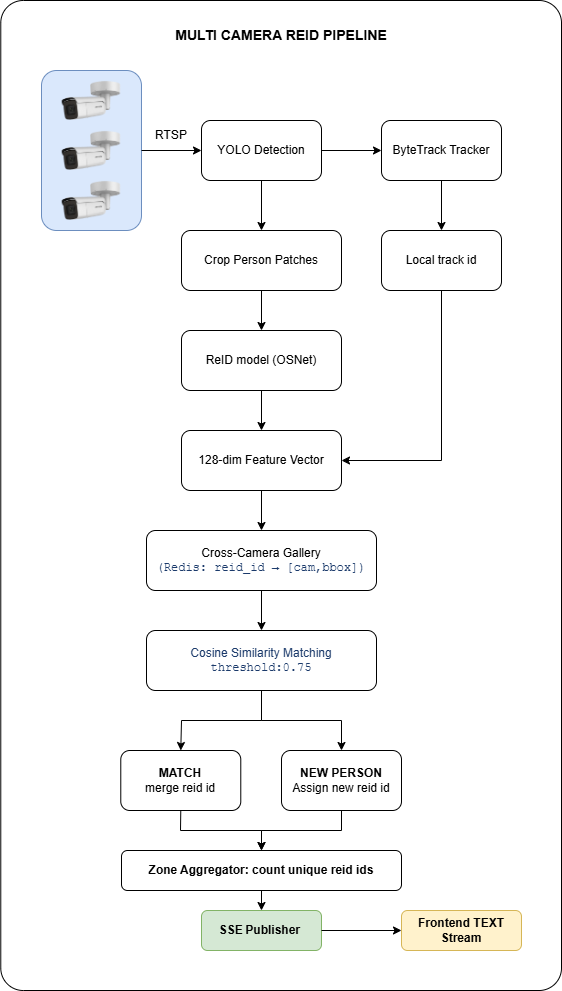 MULTI CAMERA REID PIPELINE
RTSP
YOLO Detection
ByteTrack Tracker
Crop Person Patches
Local track id
ReID model (OSNet)
128-dim Feature Vector
Cross-Camera Gallery
(Redis: reid_id → [cam,bbox])
Cosine Similarity Matching
threshold:0.75
MATCH
merge reid id
NEW PERSON
Assign new reid id
Zone Aggregator: count unique reid ids
SSE Publisher
Frontend TEXT
Stream